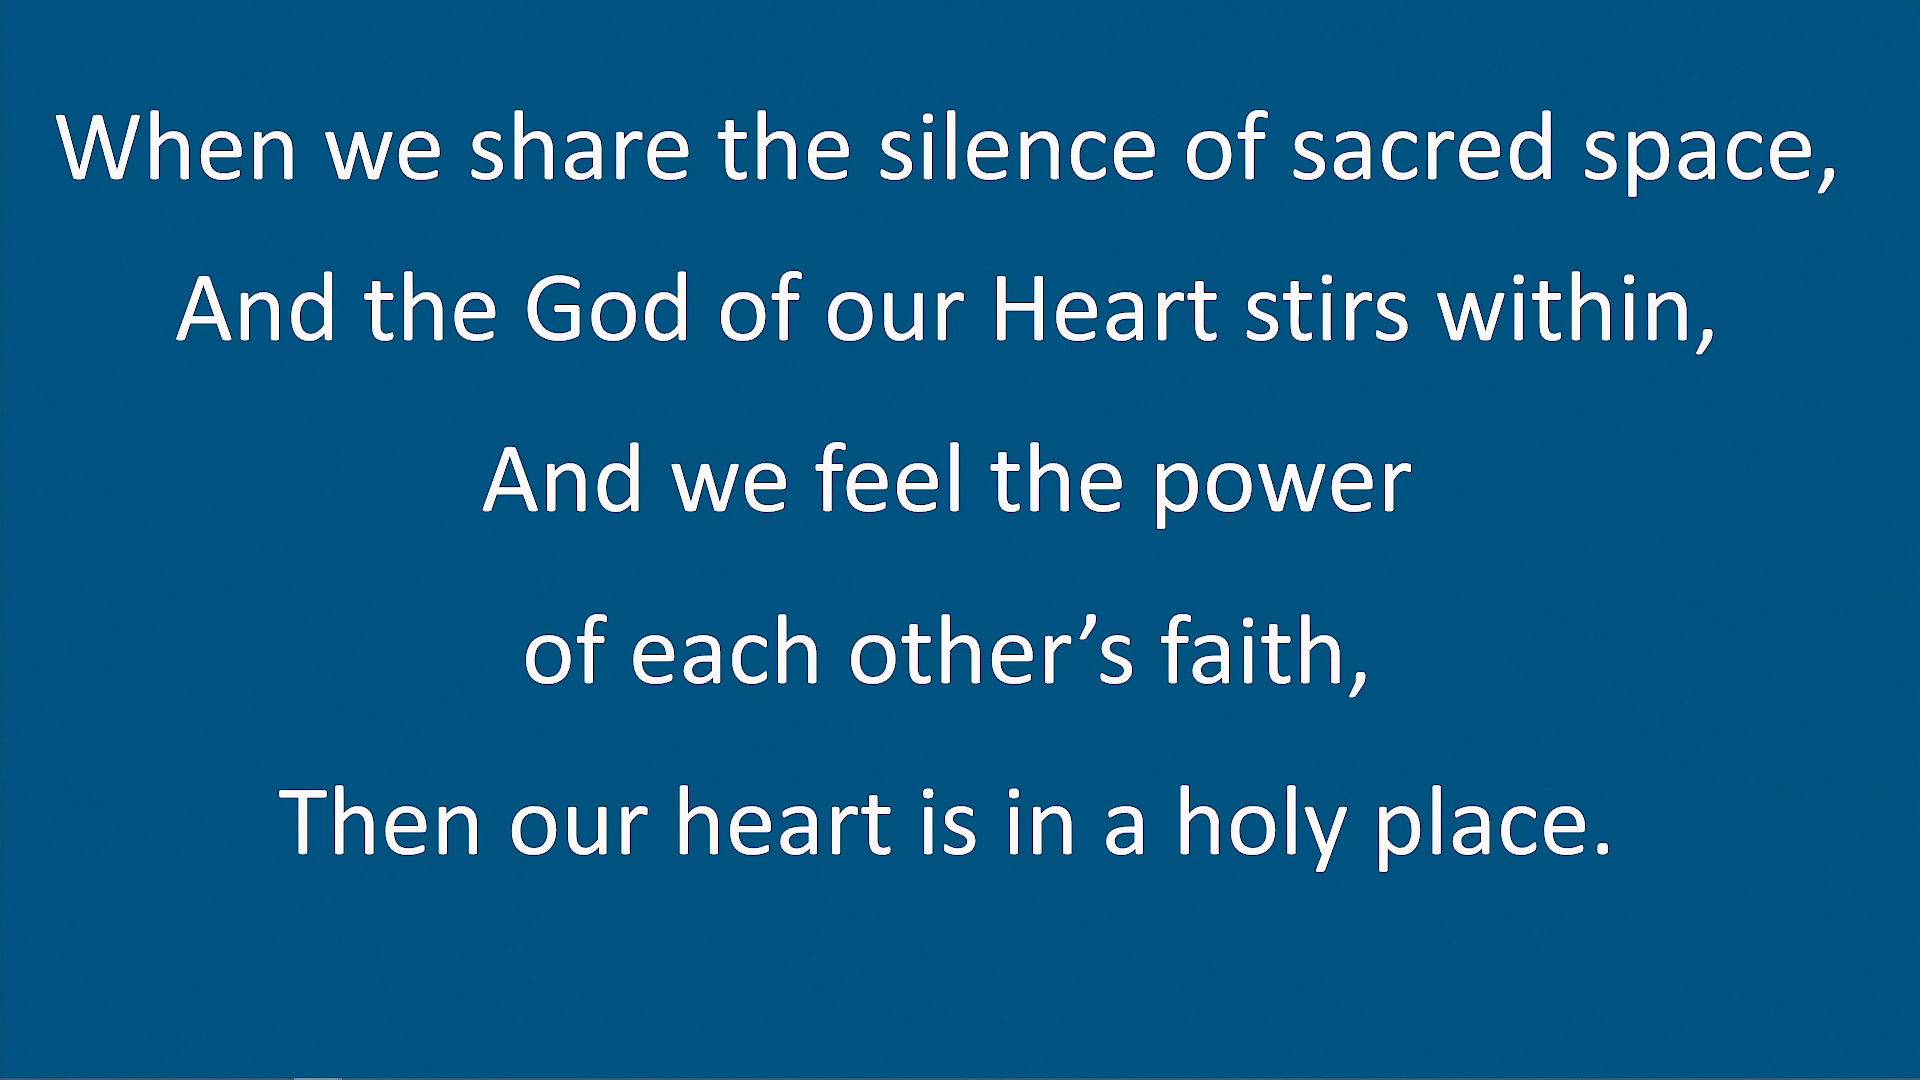 When we share the silence of sacred space,
And the God of our Heart stirs within,
And we feel the power
of each other’s faith,
Then our heart is in a holy place.